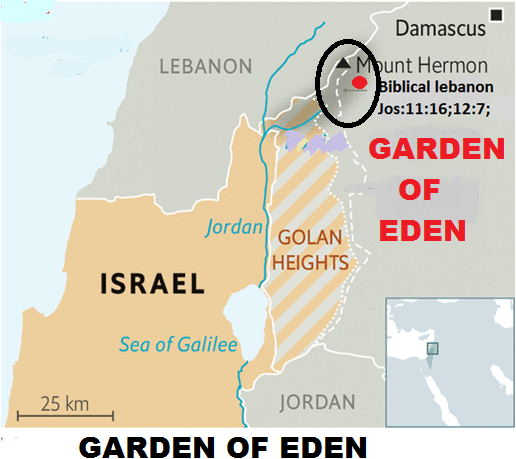 Damascus
LEBANON
Mount Hermon
Biblical lebanon
Jos:11:16;12:7;
GARDEN
OF
EDEN
Jordan
GOLAN
HEIGHTS
ISRAEL
Sea of Galilee
25 km
JORDAN
GARDEN OF EDEN